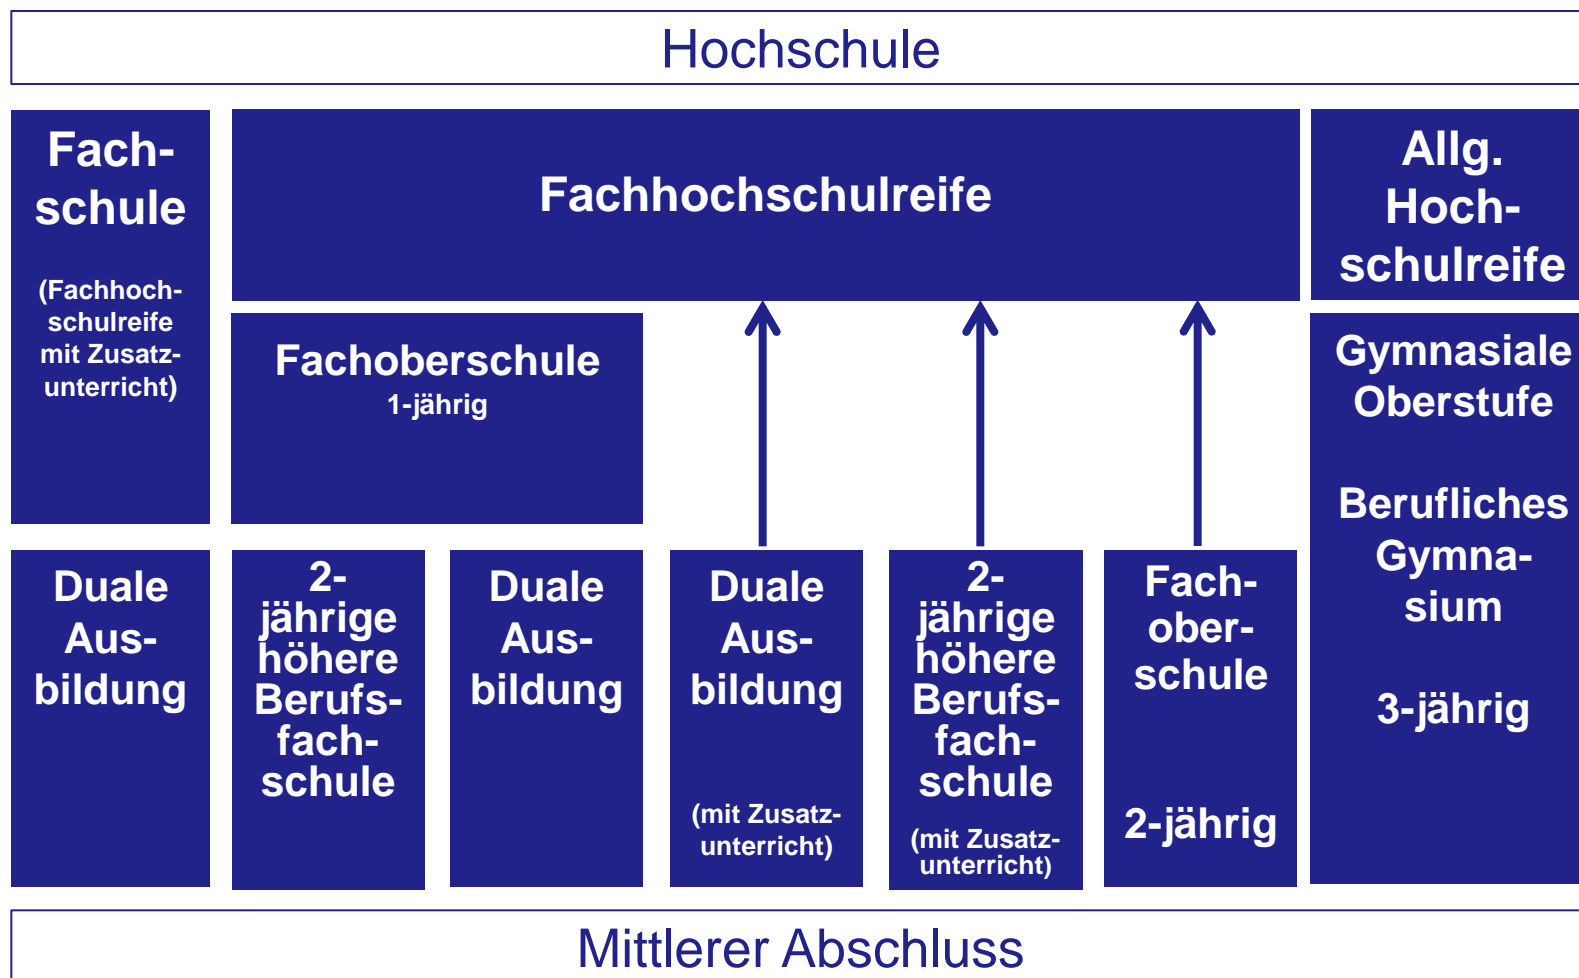 Hochschule
Fach-
schule
(Fachhoch-
schulreife
mit Zusatz-
unterricht)
Fachhochschulreife
Allg.
Hoch-
schulreife
Fachoberschule
1-jährig
Gymnasiale
Oberstufe
Berufliches
Gymna-
sium
3-jährig
Duale
Aus-
bildung
2-
jährige
höhere
Berufs-
fach-
schule
Duale
Aus-
bildung
Duale
Aus-
bildung
(mit Zusatz-
unterricht)
2-
jährige
höhere
Berufs-
fach-
schule
(mit Zusatz-
unterricht)
Fach-
ober-
schule
2-jährig
Mittlerer Abschluss